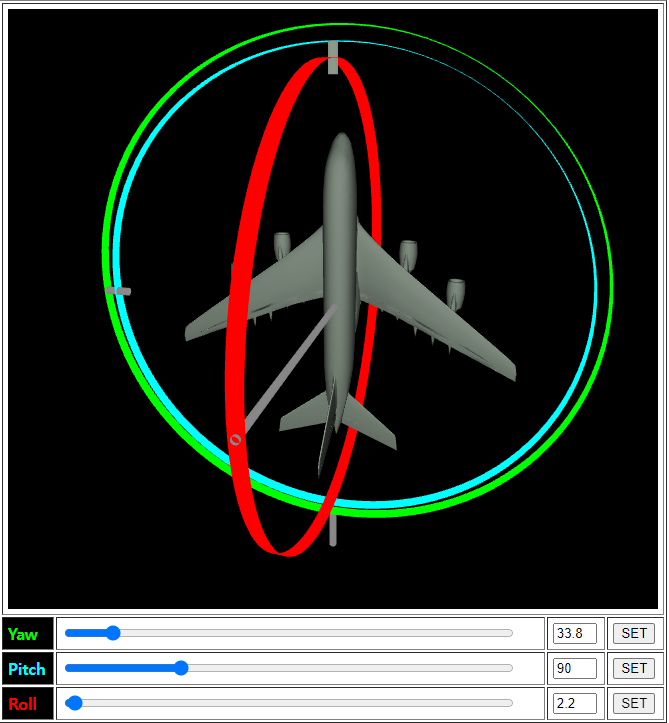 Yaw 33.8 SET
Pitch 90 SET
Roll 2.2 SET